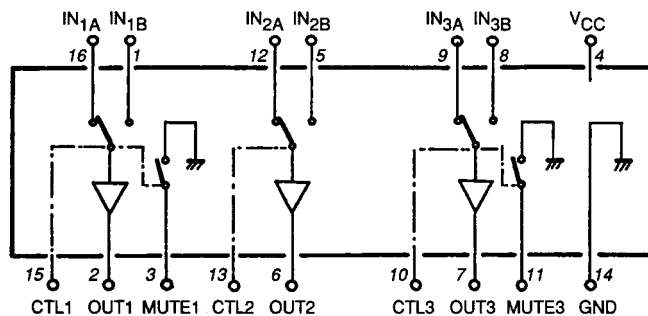 IN1A IN1B IN2A IN2B IN3A IN3B VCC
16 1 12 5 9 8 4
15 2 3 13 6 10 7 11 14
CTL1 OUT1 MUTE1 CTL2 OUT2 CTL3 OUT3 MUTE3 GND